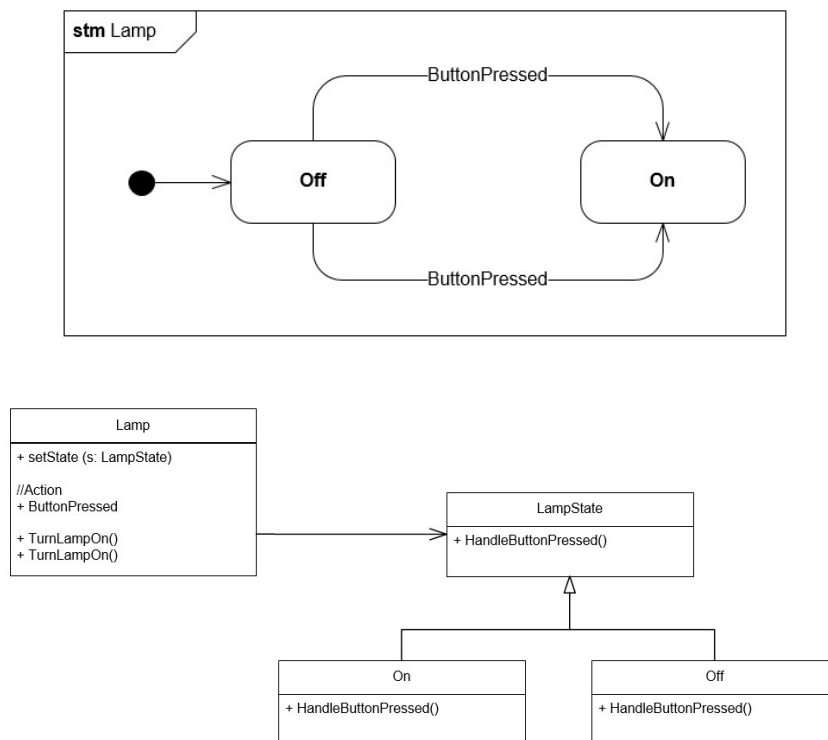 stm Lamp
ButtonPressed
Off
On
ButtonPressed
Lamp
+ setState (s: LampState)
//Action
+ ButtonPressed
+ TurnLampOn()
+ TurnLampOn()
LampState
+ HandleButtonPressed()
On
+ HandleButtonPressed()
Off
+ HandleButtonPressed()